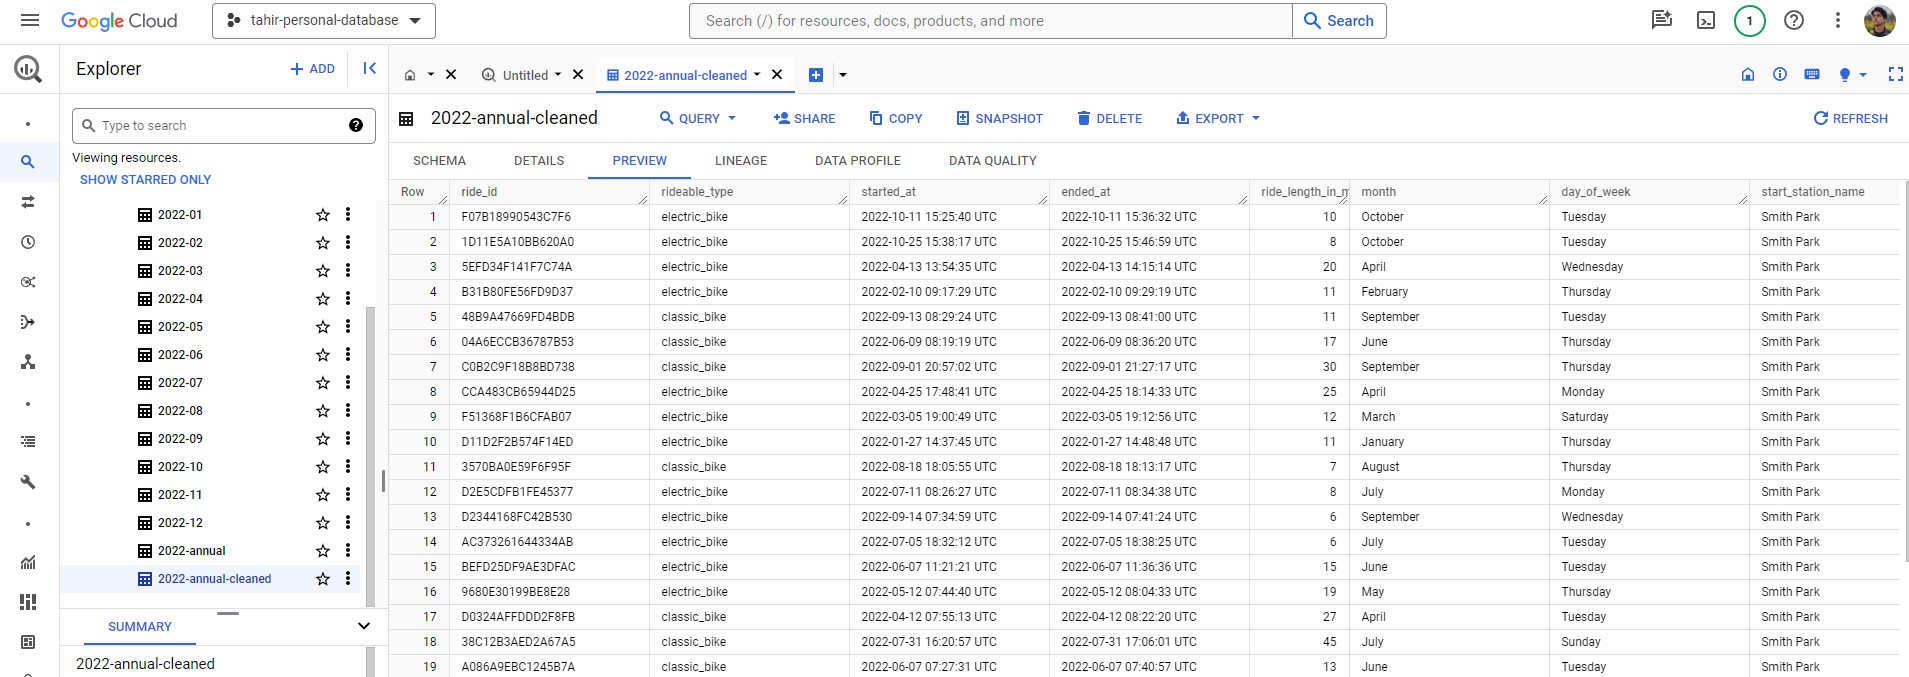 Google Cloud
tahir-personal-database
Search (/) for resources, docs, products, and more
Search
1
Explorer
ADD
Type to search
Viewing resources.
SHOW STARRED ONLY
2022-01
2022-02
2022-03
2022-04
2022-05
2022-06
2022-07
2022-08
2022-09
2022-10
2022-11
2022-12
2022-annual
2022-annual-cleaned
SUMMARY
2022-annual-cleaned
Untitled
2022-annual-cleaned
2022-annual-cleaned
QUERY SHARE COPY SNAPSHOT DELETE EXPORT REFRESH
SCHEMA DETAILS PREVIEW LINEAGE DATA PROFILE DATA QUALITY
Row ride_id rideable_type started_at ended_at ride_length_in_m month day_of_week start_station_name
1 F07B18990543C7F6 electric_bike 2022-10-11 15:25:40 UTC 2022-10-11 15:36:32 UTC 10 October Tuesday Smith Park
2 1D11E5A10BB620A0 electric_bike 2022-10-25 15:38:17 UTC 2022-10-25 15:46:59 UTC 8 October Tuesday Smith Park
3 5EFD34F141F7C74A electric_bike 2022-04-13 13:54:35 UTC 2022-04-13 14:15:14 UTC 20 April Wednesday Smith Park
4 B31B80FE56FD9D37 electric_bike 2022-02-10 09:17:29 UTC 2022-02-10 09:29:19 UTC 11 February Thursday Smith Park
5 48B9A47669FD4BDB classic_bike 2022-09-13 08:29:24 UTC 2022-09-13 08:41:00 UTC 11 September Tuesday Smith Park
6 04A6ECCB36787B53 classic_bike 2022-06-09 08:19:19 UTC 2022-06-09 08:36:20 UTC 17 June Thursday Smith Park
7 C0B2C9F18B8BD738 classic_bike 2022-09-01 20:57:02 UTC 2022-09-01 21:27:17 UTC 30 September Thursday Smith Park
8 CCA483CB65944D25 electric_bike 2022-04-25 17:48:41 UTC 2022-04-25 18:14:33 UTC 25 April Monday Smith Park
9 F51368F1B6CFAB07 electric_bike 2022-03-05 19:00:49 UTC 2022-03-05 19:12:56 UTC 12 March Saturday Smith Park
10 D11D2F2B574F14ED electric_bike 2022-01-27 14:37:45 UTC 2022-01-27 14:48:48 UTC 11 January Thursday Smith Park
11 3570BA0E59F6F95F classic_bike 2022-08-18 18:05:55 UTC 2022-08-18 18:13:17 UTC 7 August Thursday Smith Park
12 D2E5CDFB1FE45377 electric_bike 2022-07-11 08:26:27 UTC 2022-07-11 08:34:38 UTC 8 July Monday Smith Park
13 D2344168FC42B530 electric_bike 2022-09-14 07:34:59 UTC 2022-09-14 07:41:24 UTC 6 September Wednesday Smith Park
14 AC373261644334AB electric_bike 2022-07-05 18:32:12 UTC 2022-07-05 18:38:25 UTC 6 July Tuesday Smith Park
15 BEFD25DF9AE3DFAC electric_bike 2022-06-07 11:21:21 UTC 2022-06-07 11:36:36 UTC 15 June Tuesday Smith Park
16 9680E30199BE8E28 electric_bike 2022-05-12 07:44:40 UTC 2022-05-12 08:04:33 UTC 19 May Thursday Smith Park
17 D0324AFFDDD2F8FB classic_bike 2022-04-12 07:55:13 UTC 2022-04-12 08:22:20 UTC 27 April Tuesday Smith Park
18 38C12B3AED2A67A5 classic_bike 2022-07-31 16:20:57 UTC 2022-07-31 17:06:01 UTC 45 July Sunday Smith Park
19 A086A9EBC1245B7A classic_bike 2022-06-07 07:27:31 UTC 2022-06-07 07:40:57 UTC 13 June Tuesday Smith Park